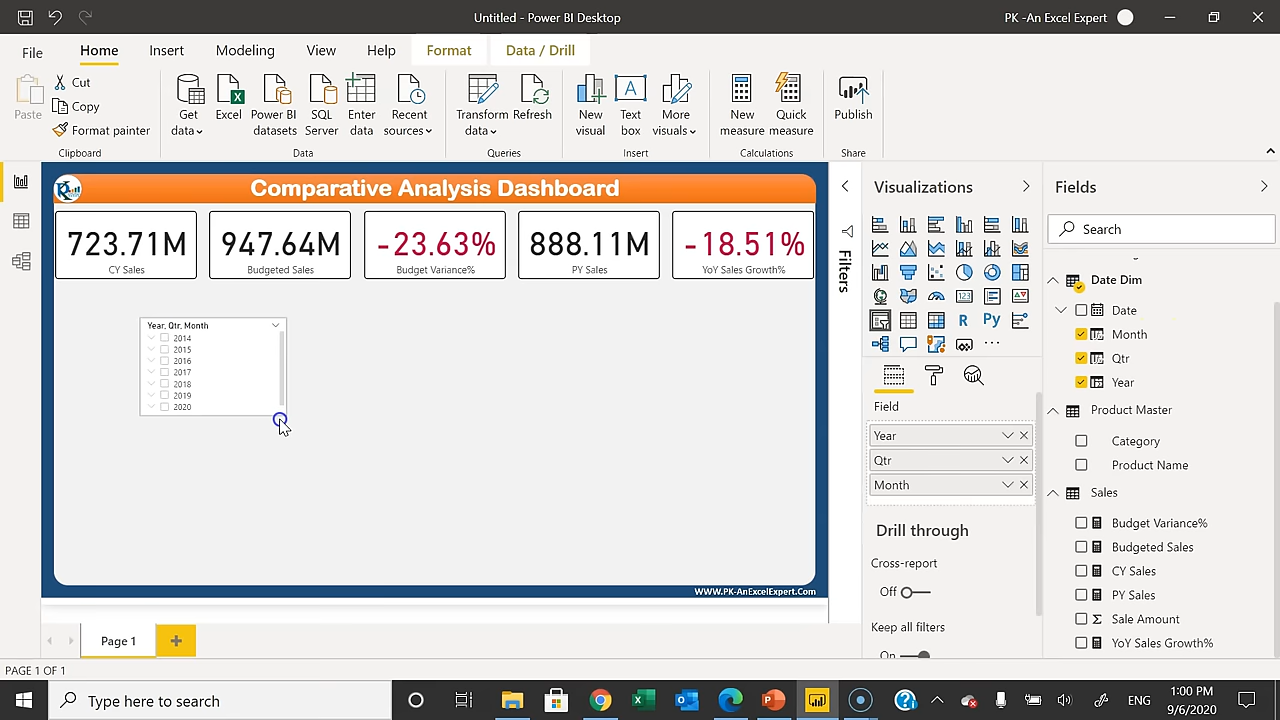 Untitled - Power BI Desktop
PK -An Excel Expert
File
Home
Insert
Modeling
View
Help
Format
Data / Drill
Paste
Cut
Copy
Format painter
Clipboard
Get data
Excel
Power BI datasets
SQL Server
Enter data
Recent sources
Data
Transform data
Refresh
Queries
New visual
Text box
More visuals
Insert
New measure
Quick measure
Calculations
Publish
Share
Comparative Analysis Dashboard
723.71M
CY Sales
947.64M
Budgeted Sales
-23.63%
Budget Variance%
888.11M
PY Sales
-18.51%
YoY Sales Growth%
Year, Qtr, Month
2014
2015
2016
2017
2018
2019
2020
WWW.PK-AnExcelExpert.Com
Filters
Visualizations
R
Py
Field
Year
Qtr
Month
Drill through
Cross-report
Off
Keep all filters
On
Fields
Search
Date Dim
Date
Month
Qtr
Year
Product Master
Category
Product Name
Sales
Budget Variance%
Budgeted Sales
CY Sales
PY Sales
Sale Amount
YoY Sales Growth%
Page 1
PAGE 1 OF 1
Type here to search
ENG
1:00 PM
9/6/2020